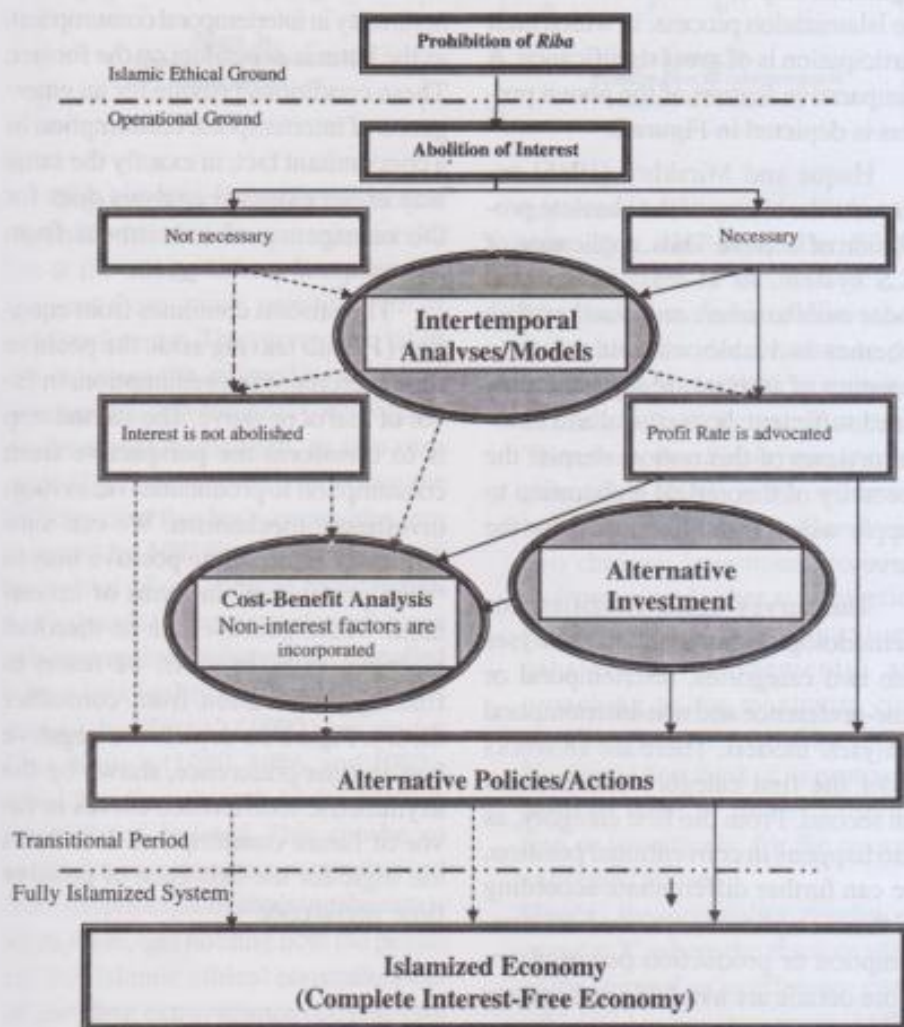 Prohibition of Riba
Islamic Ethical Ground
Operational Ground
Abolition of Interest
Not necessary
Necessary
Intertemporal
Analyses/Models
Interest is not abolished
Profit Rate is advocated
Alternative
Investment
Cost-Benefit Analysis
Non-interest factors are
incorporated
Alternative Policies/Actions
Transitional Period
Fully Islamized System
Islamized Economy
(Complete Interest-Free Economy)